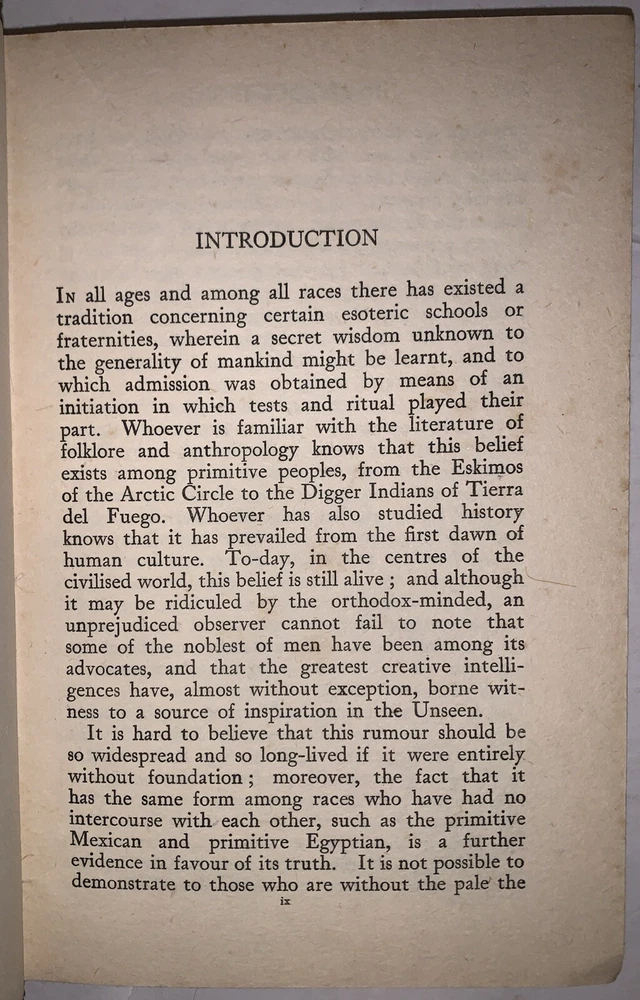 INTRODUCTION
In all ages and among all races there has existed a
tradition concerning certain esoteric schools or
fraternities, wherein a secret wisdom unknown to
the generality of mankind might be learnt, and to
which admission was obtained by means of an
initiation in which tests and ritual played their
part. Whoever is familiar with the literature of
folklore and anthropology knows that this belief
exists among primitive peoples, from the Eskimos
of the Arctic Circle to the Digger Indians of Tierra
del Fuego. Whoever has also studied history
knows that it has prevailed from the first dawn of
human culture. To-day, in the centres of the
civilised world, this belief is still alive ; and although
it may be ridiculed by the orthodox-minded, an
unprejudiced observer cannot fail to note that
some of the noblest of men have been among its
advocates, and that the greatest creative intelli-
gences have, almost without exception, borne wit-
ness to a source of inspiration in the Unseen.
It is hard to believe that this rumour should be
so widespread and so long-lived if it were entirely
without foundation ; moreover, the fact that it
has the same form among races who have had no
intercourse with each other, such as the primitive
Mexican and primitive Egyptian, is a further
evidence in favour of its truth. It is not possible to
demonstrate to those who are without the pale the
ix